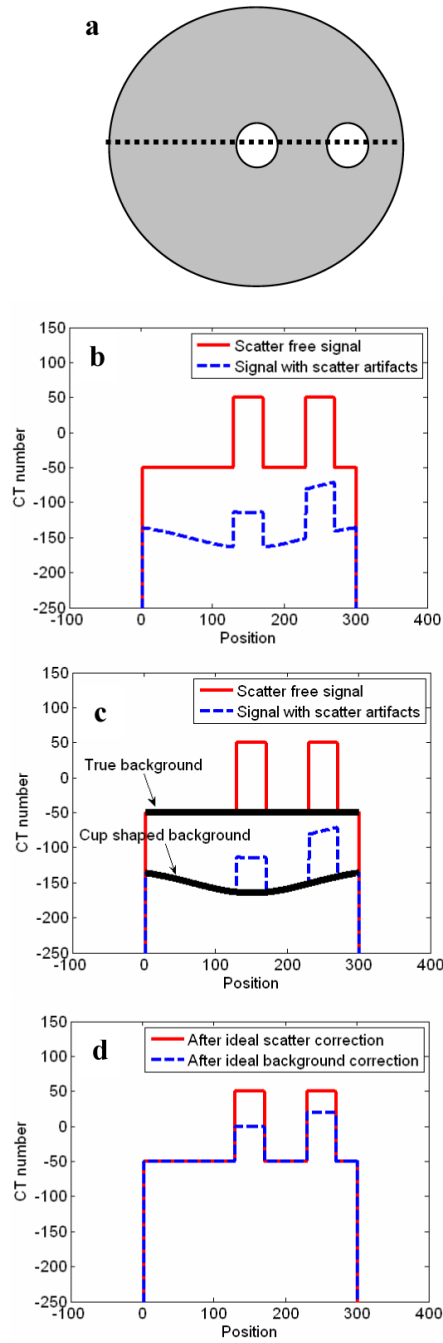 a
b
150
100
50
0
-50
-100
-150
-200
-250
CT number
Scatter free signal
Signal with scatter artifacts
-100 0 100 200 300 400
Position
c
150
100
50
0
-50
-100
-150
-200
-250
CT number
Scatter free signal
Signal with scatter artifacts
True background
Cup shaped background
-100 0 100 200 300 400
Position
d
150
100
50
0
-50
-100
-150
-200
-250
CT number
After ideal scatter correction
After ideal background correction
-100 0 100 200 300 400
Position